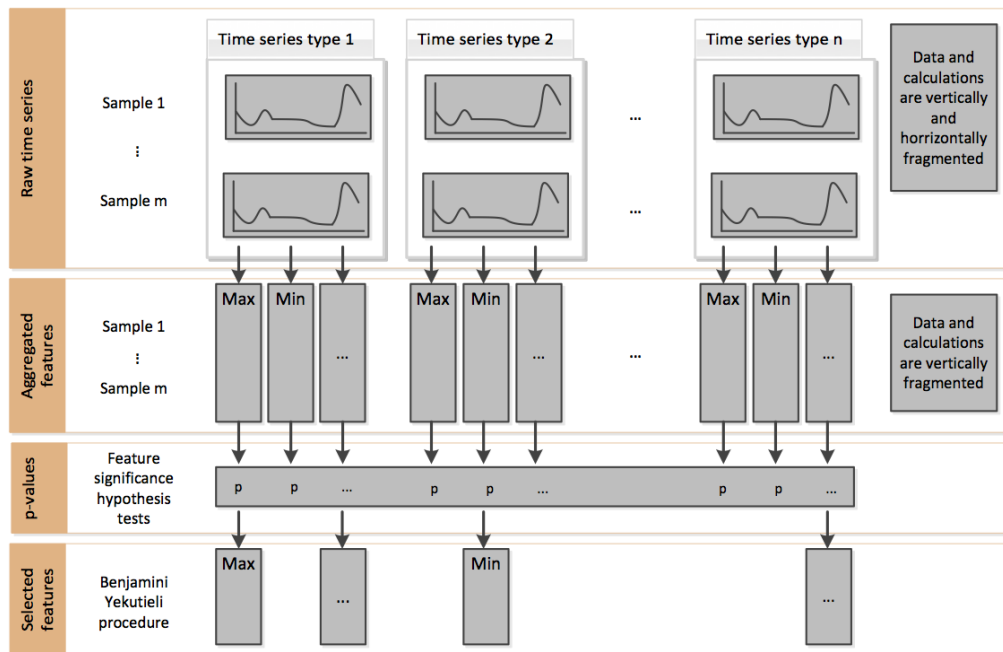 Raw time series
Time series type 1
Time series type 2
Time series type n
Sample 1
⋮
Sample m
...
...
Data and
calculations
are vertically
and
horrizontally
fragmented
Aggregated
features
Sample 1
⋮
Sample m
Max
Min
...
Max
Min
...
...
Max
Min
...
Data and
calculations
are vertically
fragmented
p-values
Feature
significance
hypothesis
tests
p
p
...
p
p
...
p
p
...
Selected
features
Benjamini
Yekutieli
procedure
Max
...
Min
...